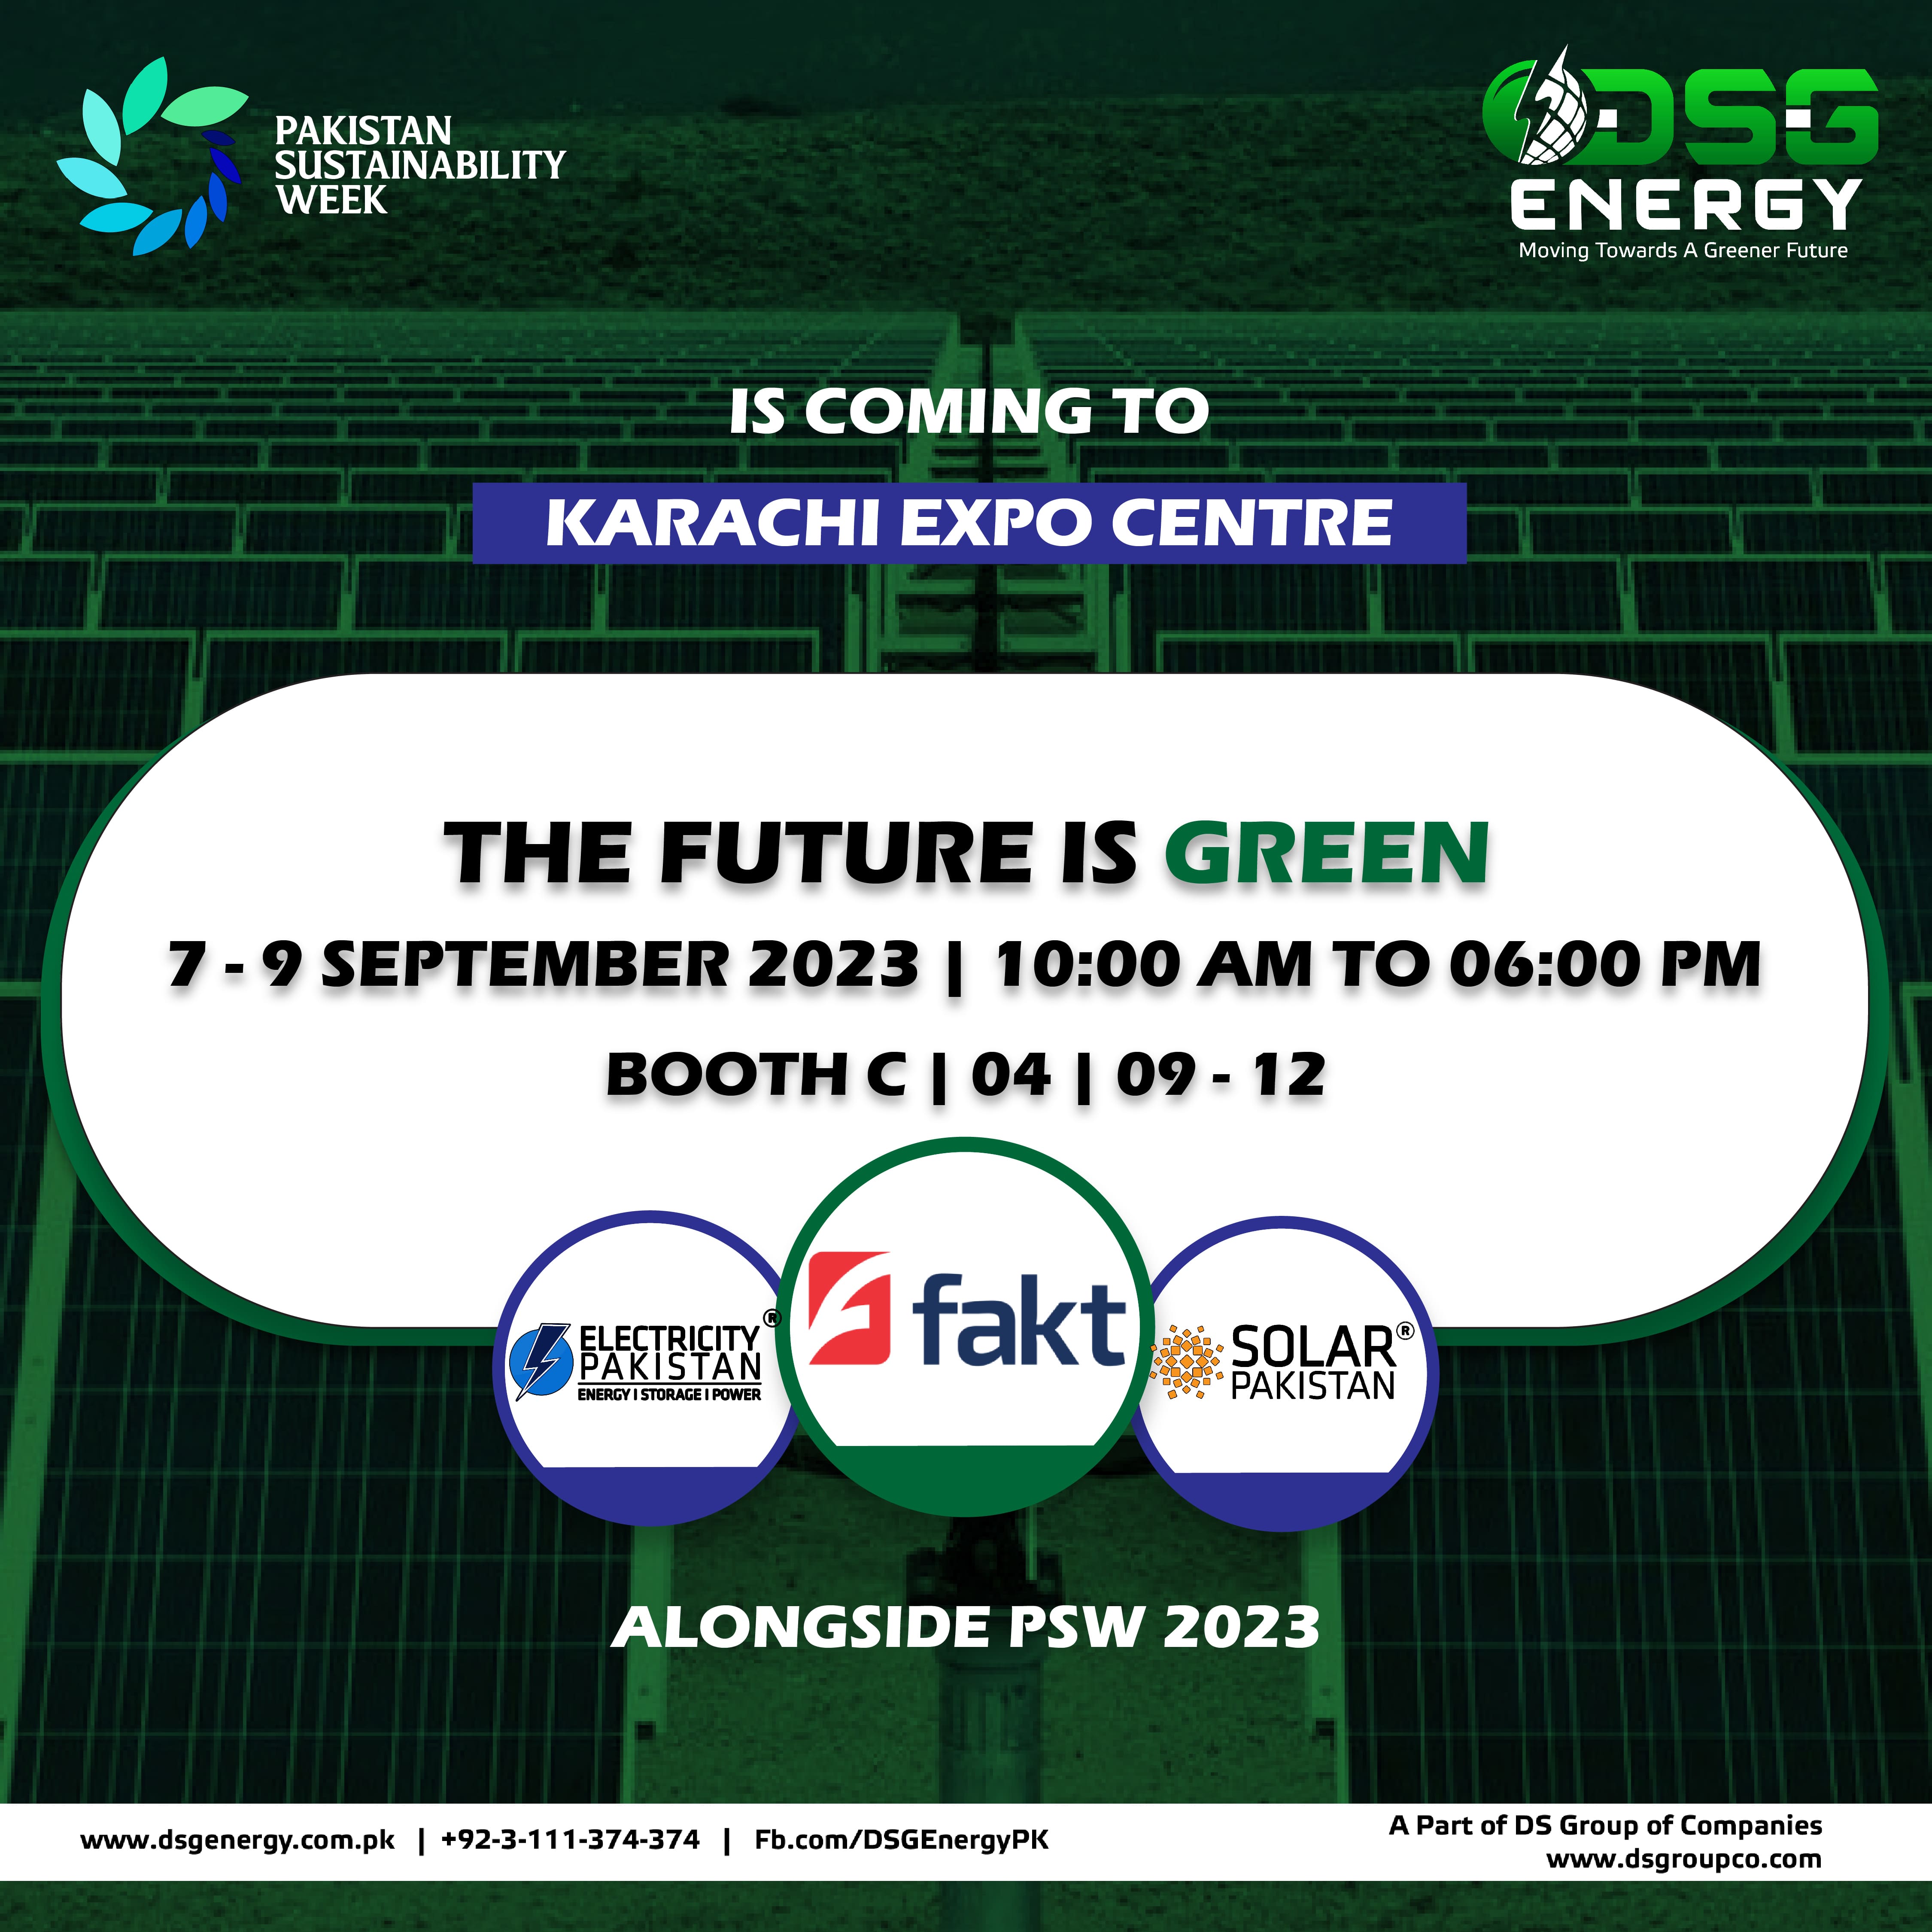 PAKISTAN
SUSTAINABILITY
WEEK
DSG
ENERGY
Moving Towards A Greener Future
IS COMING TO
KARACHI EXPO CENTRE
THE FUTURE IS GREEN
7 - 9 SEPTEMBER 2023 | 10:00 AM TO 06:00 PM
BOOTH C | 04 | 09 - 12
ELECTRICITY ®
PAKISTAN
ENERGY | STORAGE | POWER
fakt
SOLAR ®
PAKISTAN
ALONGSIDE PSW 2023
www.dsgenergy.com.pk | +92-3-111-374-374 | Fb.com/DSGEnergyPK
A Part of DS Group of Companies
www.dsgroupco.com